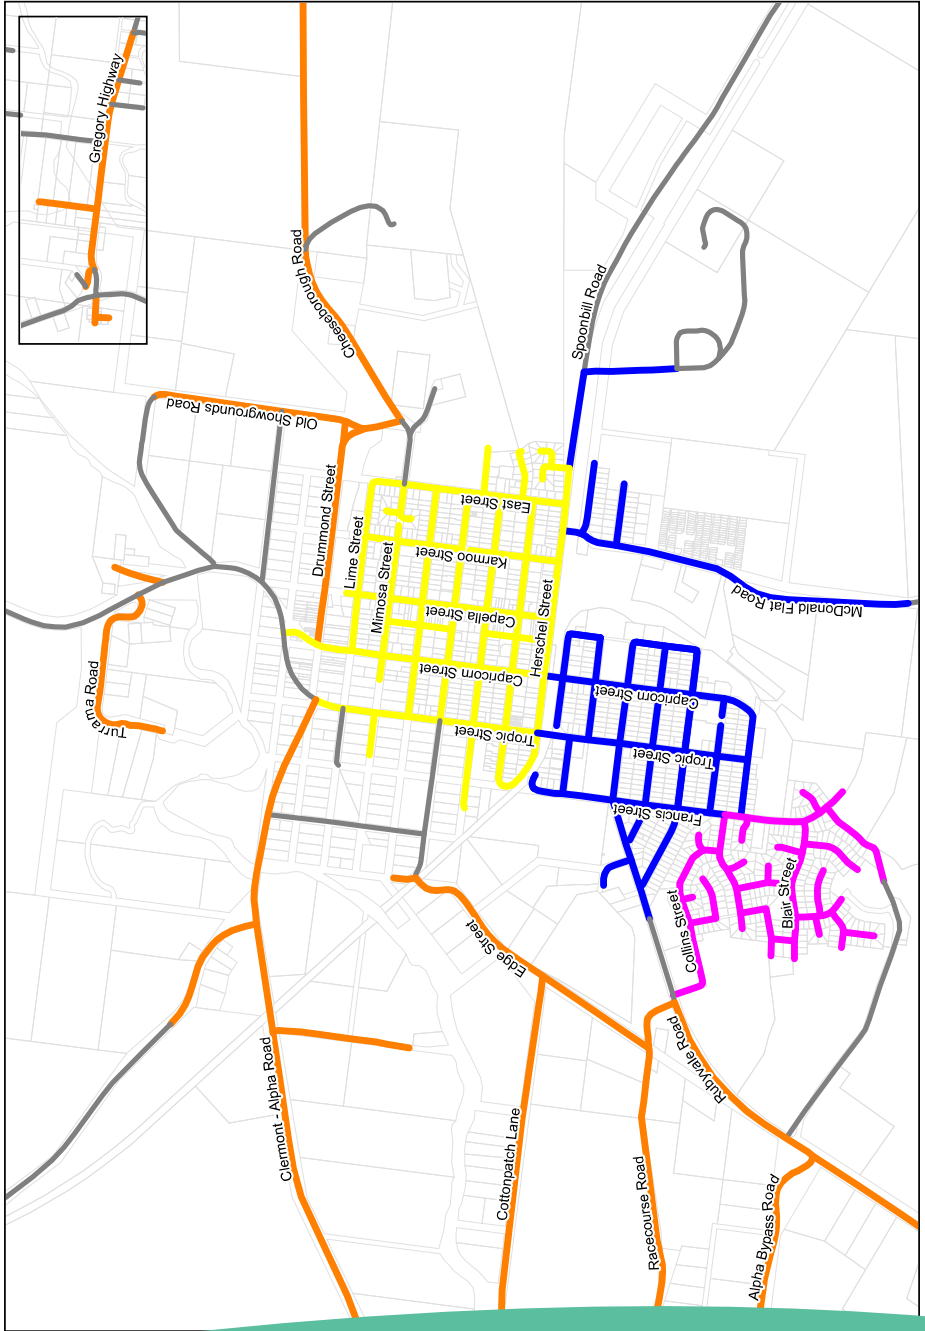 Gregory Highway
Cheeseborough Road
Spoonbill Road
Old Showgrounds Road
Drummond Street
East Street
Lime Street
Karmoo Street
Mimosa Street
Capella Street
Herschel Street
McDonald Flat Road
Capricorn Street
Capricorn Street
Turrama Road
Tropic Street
Tropic Street
Francis Street
Blair Street
Collins Street
Edge Street
Rubyvale Road
Clermont - Alpha Road
Cottonpatch Lane
Racecourse Road
Alpha Bypass Road